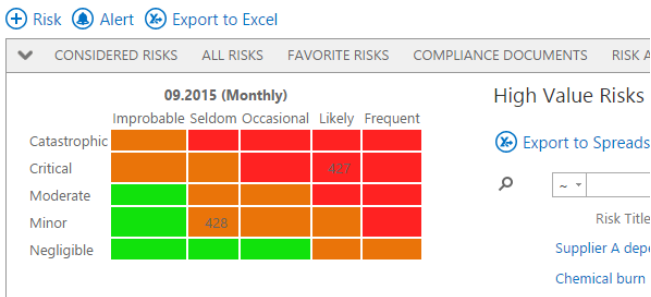 Risk Alert Export to Excel
CONSIDERED RISKS ALL RISKS FAVORITE RISKS COMPLIANCE DOCUMENTS RISK A
09.2015 (Monthly)
Improbable Seldom Occasional Likely Frequent
Catastrophic
Critical 427
Moderate
Minor 428
Negligible
High Value Risks
Export to Spreads
~
Risk Title
Supplier A dep
Chemical burn